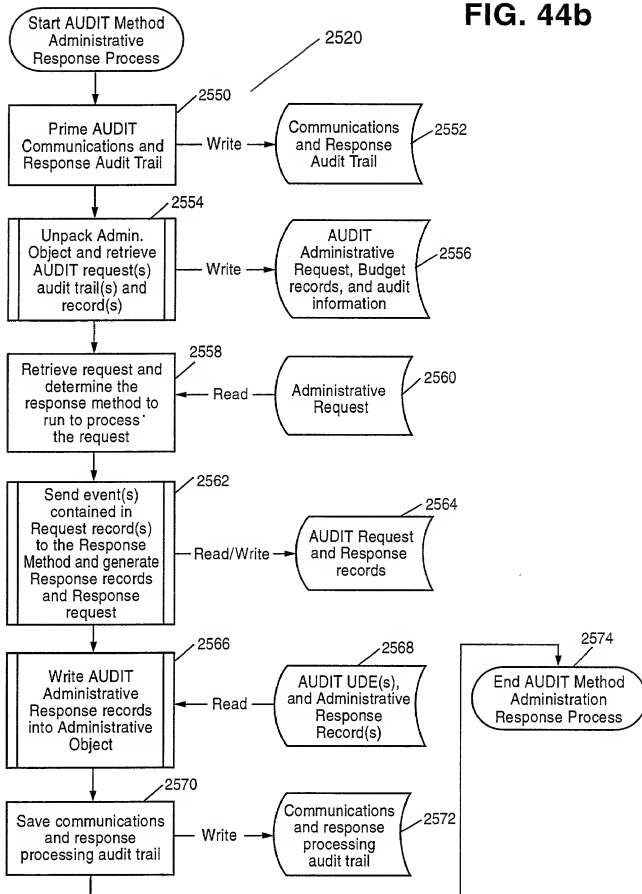 FIG. 44b
Start AUDIT Method
Administrative
Response Process
2520
2550
Prime AUDIT
Communications and
Response Audit Trail
Write
Communications
and Response
Audit Trail
2552
2554
Unpack Admin.
Object and retrieve
AUDIT request(s)
audit trail(s) and
record(s)
Write
AUDIT
Administrative
Request, Budget
records, and audit
information
2556
2558
Retrieve request and
determine the
response method to
run to process
the request
Read
Administrative
Request
2560
2562
Send event(s)
contained in
Request record(s)
to the Response
Method and generate
Response records
and Response
request
Read/Write
AUDIT Request
and Response
records
2564
2566
Write AUDIT
Administrative
Response records
into Administrative
Object
Read
AUDIT UDE(s),
and Administrative
Response
Record(s)
2568
2574
End AUDIT Method
Administration
Response Process
2570
Save communications
and response
processing audit trail
Write
Communications
and response
processing
audit trail
2572